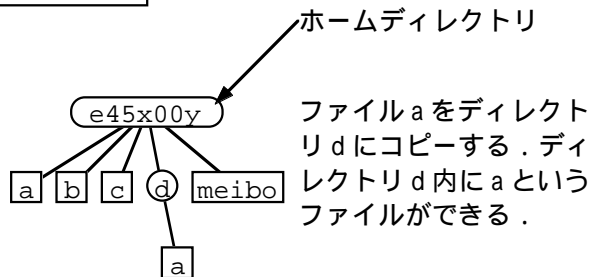 ホームディレクトリ
e45x00y
a b c d meibo
a
ファイルaをディレクト
リdにコピーする．ディ
レクトリd内にaという
ファイルができる．